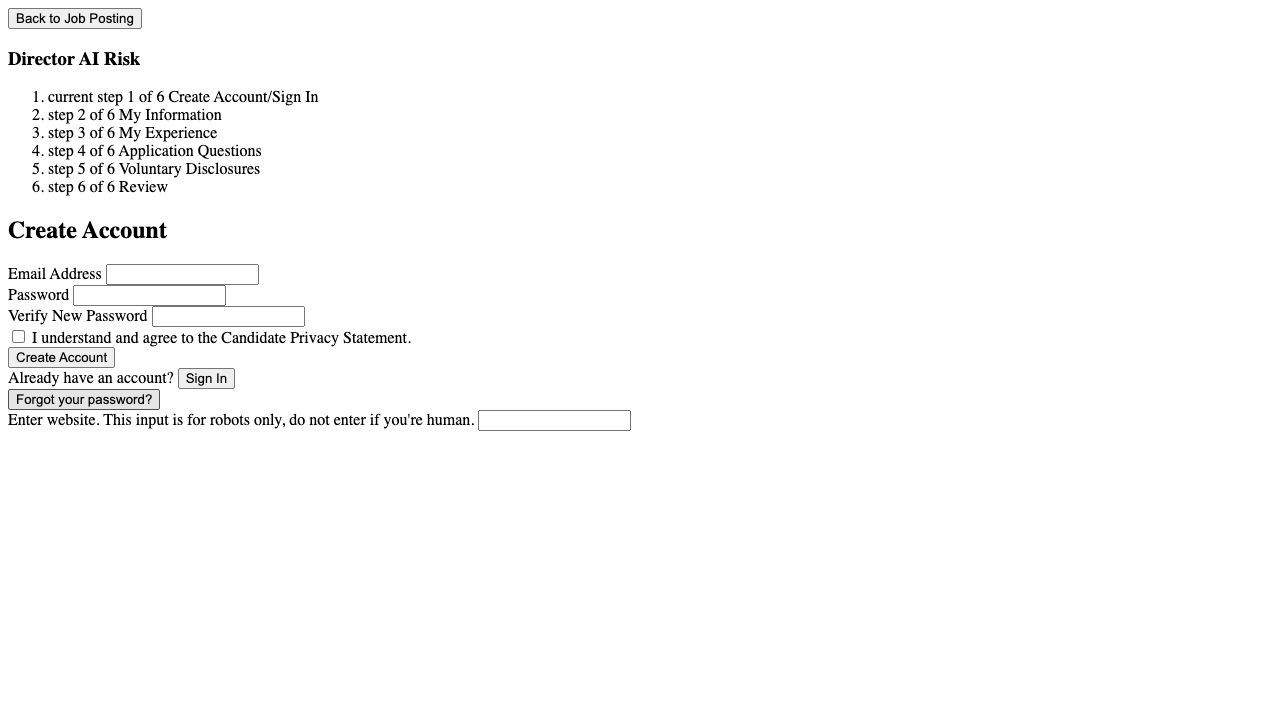 Back to Job Posting
Director AI Risk
1. current step 1 of 6 Create Account/Sign In
2. step 2 of 6 My Information
3. step 3 of 6 My Experience
4. step 4 of 6 Application Questions
5. step 5 of 6 Voluntary Disclosures
6. step 6 of 6 Review
Create Account
Email Address
Password
Verify New Password
I understand and agree to the Candidate Privacy Statement.
Create Account
Already have an account? Sign In
Forgot your password?
Enter website. This input is for robots only, do not enter if you're human.